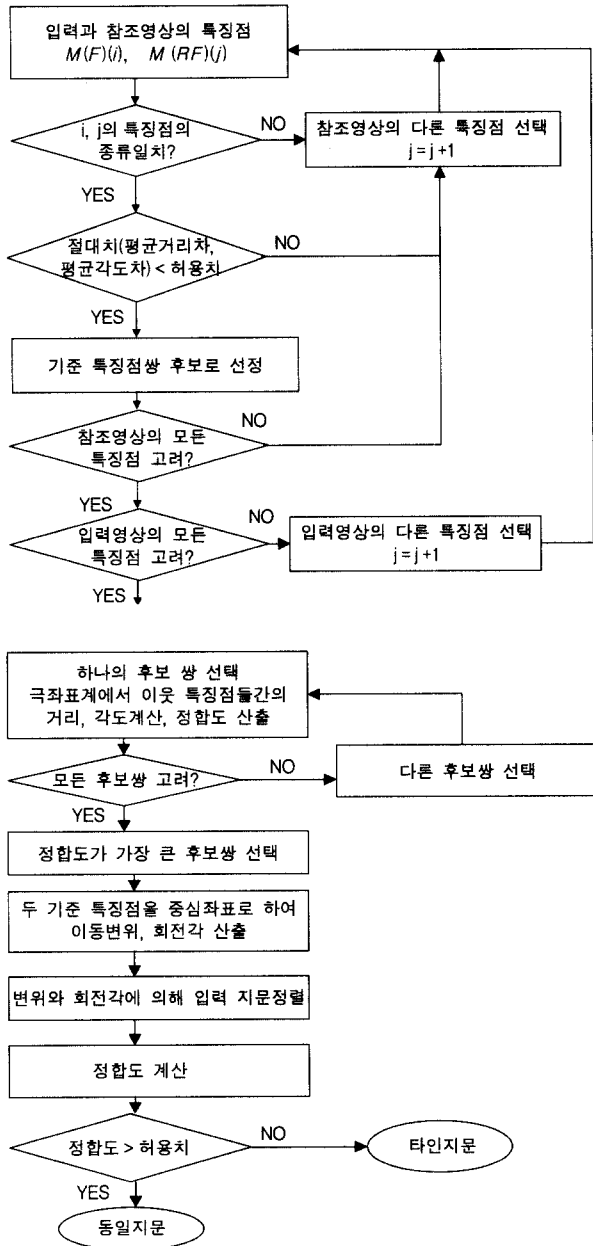 입력과 참조영상의 특징점
M(F)(i), M(RF)(j)
i, j의 특징점의
종류일치?
NO
참조영상의 다른 특징점 선택
j=j+1
YES
절대치(평균거리차,
평균각도차) < 허용치
NO
YES
기준 특징점쌍 후보로 선정
참조영상의 모든
특징점 고려?
NO
YES
입력영상의 모든
특징점 고려?
NO
입력영상의 다른 특징점 선택
j=j+1
YES
하나의 후보 쌍 선택
극좌표계에서 이웃 특징점들간의
거리, 각도계산, 정합도 산출
모든 후보쌍 고려?
NO
다른 후보쌍 선택
YES
정합도가 가장 큰 후보쌍 선택
두 기준 특징점을 중심좌표로 하여
이동변위, 회전각 산출
변위와 회전각에 의해 입력 지문정렬
정합도 계산
정합도 > 허용치
NO
타인지문
YES
동일지문